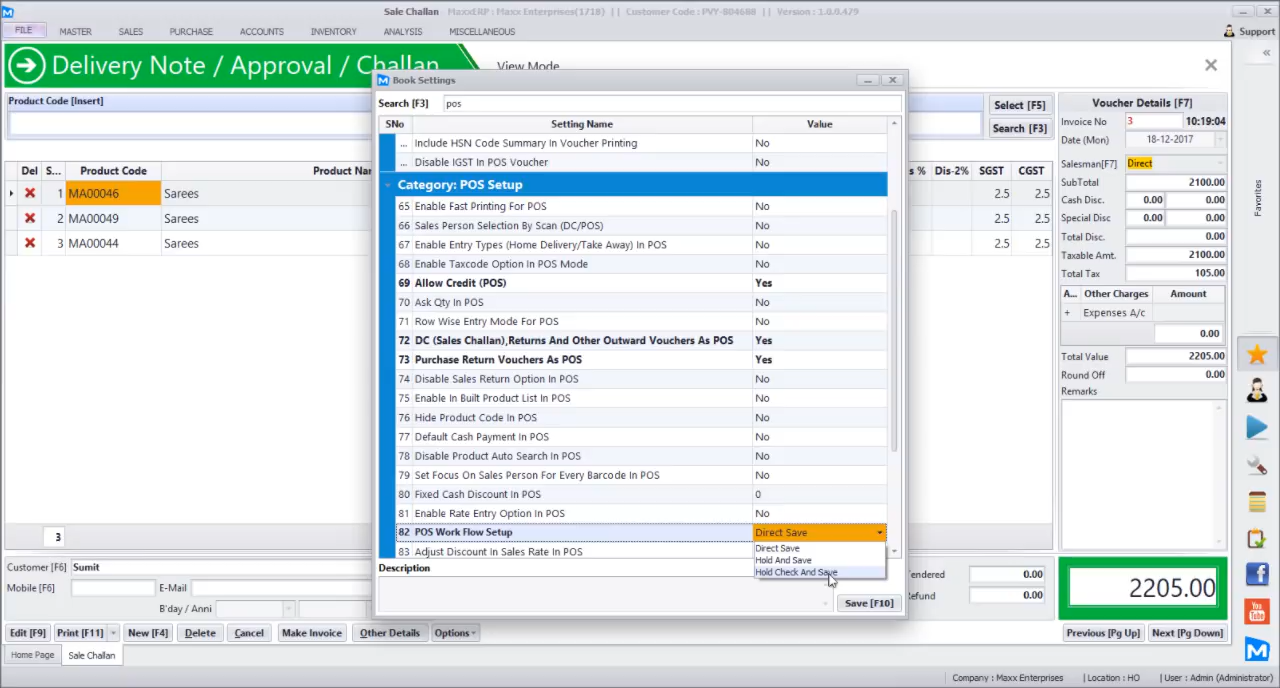 Sale Challan - MaxxERP : Maxx Enterprises(1718) || Customer Code : PVY-804688 || Version : 1.0.0.479
FILE MASTER SALES PURCHASE ACCOUNTS INVENTORY ANALYSIS MISCELLANEOUS Support
Delivery Note / Approval / Challan View Mode
Book Settings
Product Code [Insert]
Search [F3] pos
SNo Setting Name Value
... Include HSN Code Summary In Voucher Printing No
... Disable IGST In POS Voucher No
Category: POS Setup
65 Enable Fast Printing For POS No
66 Sales Person Selection By Scan (DC/POS) No
67 Enable Entry Types (Home Delivery/Take Away) In POS No
68 Enable Taxcode Option In POS Mode No
69 Allow Credit (POS) Yes
70 Ask Qty In POS No
71 Row Wise Entry Mode For POS No
72 DC (Sales Challan),Returns And Other Outward Vouchers As POS Yes
73 Purchase Return Vouchers As POS Yes
74 Disable Sales Return Option In POS No
75 Enable In Built Product List In POS No
76 Hide Product Code In POS No
77 Default Cash Payment In POS No
78 Disable Product Auto Search In POS No
79 Set Focus On Sales Person For Every Barcode In POS No
80 Fixed Cash Discount In POS 0
81 Enable Rate Entry Option In POS No
82 POS Work Flow Setup Direct Save
83 Adjust Discount In Sales Rate In POS
Direct Save
Hold And Save
Hold Check And Save
Description
Save [F10]
Select [F5]
Search [F3]
Del S... Product Code Product Nar s % Dis-2% SGST CGST
1 MA00046 Sarees 2.5 2.5
2 MA00049 Sarees 2.5 2.5
3 MA00044 Sarees 2.5 2.5
3
Voucher Details [F7]
Invoice No 3 10:19:04
Date (Mon) 18-12-2017
Salesman[F7] Direct
SubTotal 2100.00
Cash Disc. 0.00 0.00
Special Disc 0.00 0.00
Total Disc. 0.00
Taxable Amt. 2100.00
Total Tax 105.00
A... Other Charges Amount
+ Expenses A/c
0.00
Total Value 2205.00
Round Off 0.00
Remarks
Favorites
Customer [F6] Sumit
Mobile [F6] E-Mail
B'day / Anni
endered 0.00
efund 0.00
2205.00
Edit [F9] Print [F11] New [F4] Delete Cancel Make Invoice Other Details Options Previous [Pg Up] Next [Pg Down]
Home Page Sale Challan
You Tube
Company : Maxx Enterprises | Location : HO | User : Admin (Administrator)